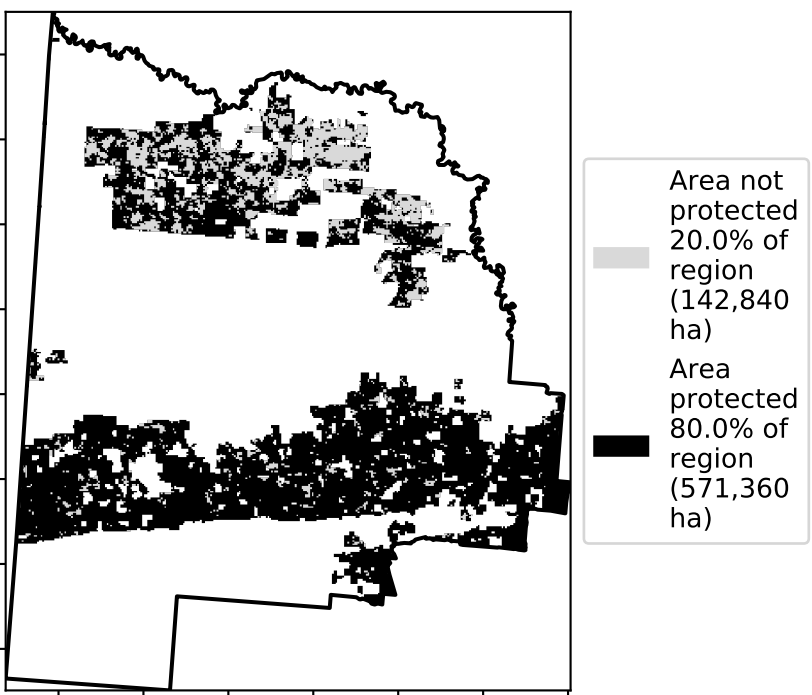 Area not
protected
20.0% of
region
(142,840
ha)
Area
protected
80.0% of
region
(571,360
ha)